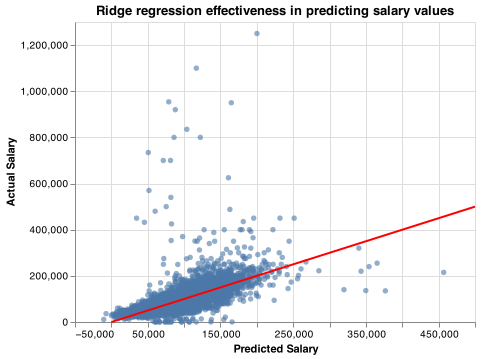 Ridge regression effectiveness in predicting salary values
1,200,000
1,000,000
800,000
600,000
400,000
200,000
0
Actual Salary
−50,000 50,000 150,000 250,000 350,000 450,000
Predicted Salary